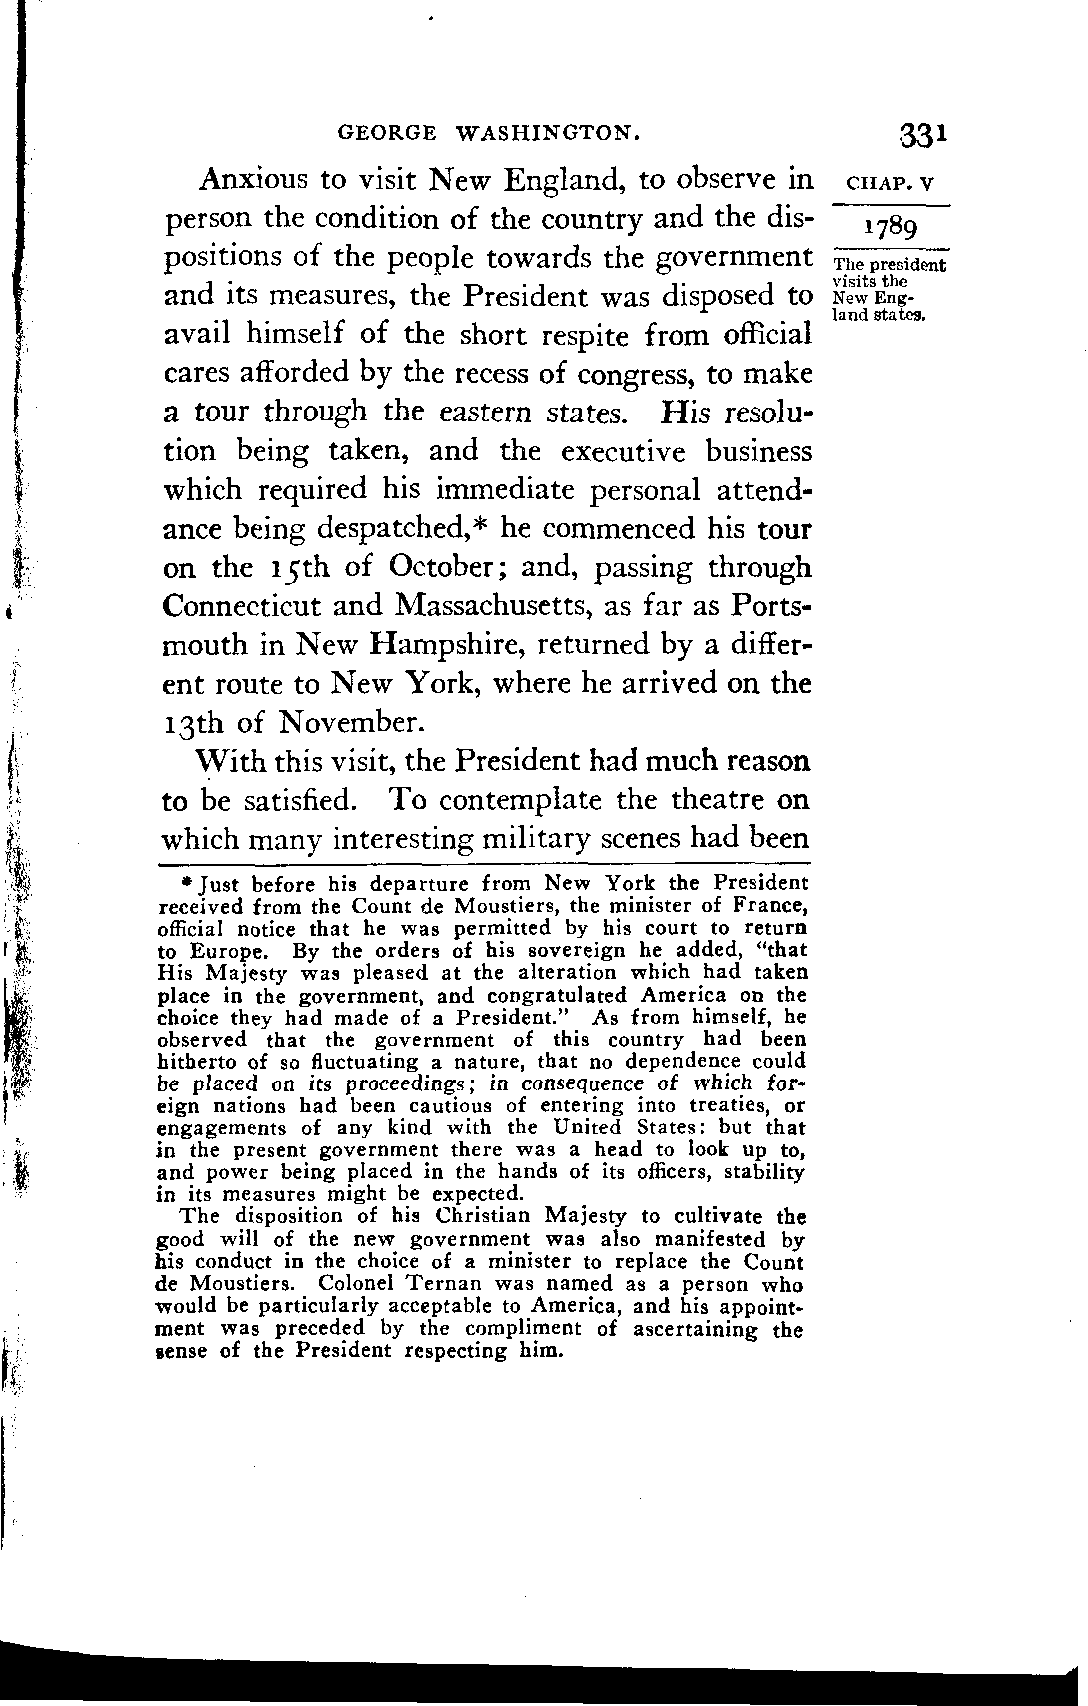 GEORGE WASHINGTON. 331
Anxious to visit New England, to observe in
person the condition of the country and the dis-
positions of the people towards the government
and its measures, the President was disposed to
avail himself of the short respite from official
cares afforded by the recess of congress, to make
a tour through the eastern states. His resolu-
tion being taken, and the executive business
which required his immediate personal attend-
ance being despatched,* he commenced his tour
on the 15th of October; and, passing through
Connecticut and Massachusetts, as far as Ports-
mouth in New Hampshire, returned by a differ-
ent route to New York, where he arrived on the
13th of November.
With this visit, the President had much reason
to be satisfied. To contemplate the theatre on
which many interesting military scenes had been
CHAP. V
1789
The president
visits the
New Eng-
land states.
*Just before his departure from New York the President
received from the Count de Moustiers, the minister of France,
official notice that he was permitted by his court to return
to Europe. By the orders of his sovereign he added, "that
His Majesty was pleased at the alteration which had taken
place in the government, and congratulated America on the
choice they had made of a President." As from himself, he
observed that the government of this country had been
hitherto of so fluctuating a nature, that no dependence could
be placed on its proceedings; in consequence of which for-
eign nations had been cautious of entering into treaties, or
engagements of any kind with the United States: but that
in the present government there was a head to look up to,
and power being placed in the hands of its officers, stability
in its measures might be expected.
The disposition of his Christian Majesty to cultivate the
good will of the new government was also manifested by
his conduct in the choice of a minister to replace the Count
de Moustiers. Colonel Ternan was named as a person who
would be particularly acceptable to America, and his appoint-
ment was preceded by the compliment of ascertaining the
sense of the President respecting him.